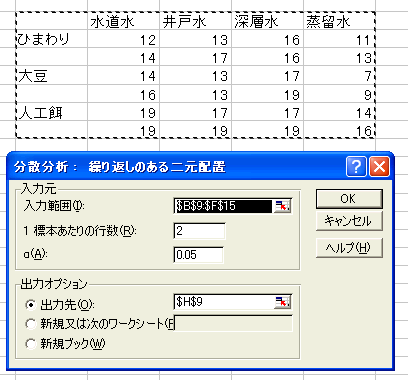 水道水 井戸水 深層水 蒸留水
ひまわり 12 13 16 11
14 17 16 13
大豆 14 13 17 7
16 13 19 9
人工餌 19 17 17 14
19 19 19 16
分散分析： 繰り返しのある二元配置
入力元
入力範囲(I): $B$9:$F$15
1 標本あたりの行数(R): 2
α(A): 0.05
OK
キャンセル
ヘルプ(H)
出力オプション
出力先(O): $H$9
新規又は次のワークシート(P
新規ブック(W)